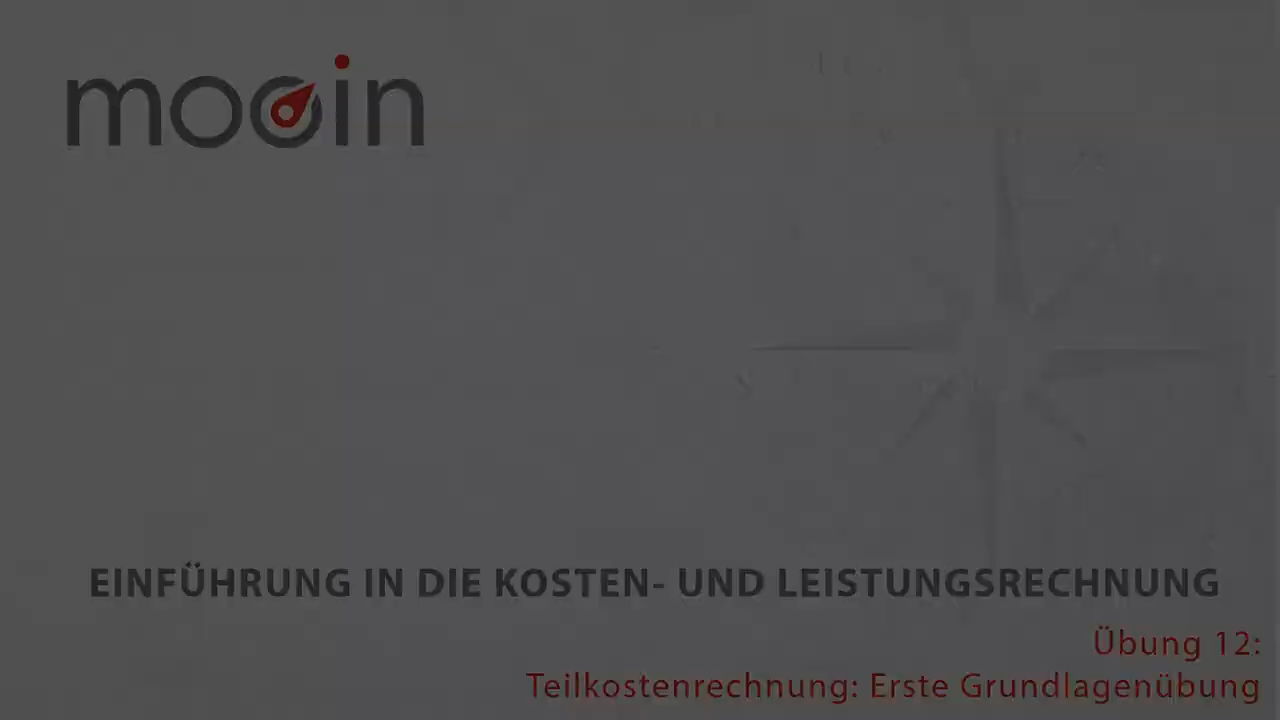 mooin
EINFÜHRUNG IN DIE KOSTEN- UND LEISTUNGSRECHNUNG
Übung 12:
Teilkostenrechnung: Erste Grundlagenübung